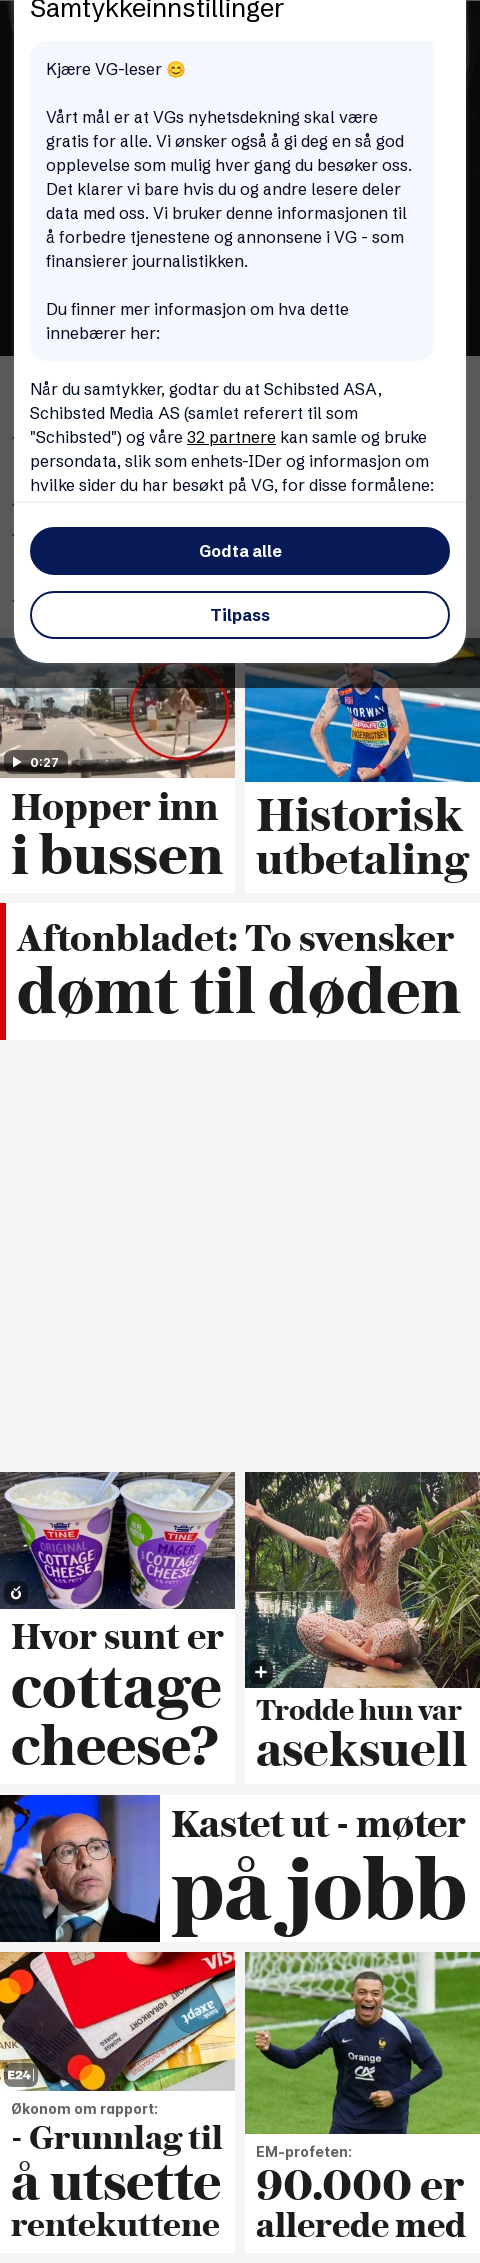 Samtykkeinnstillinger
Kjære VG-leser 😊
Vårt mål er at VGs nyhetsdekning skal være
gratis for alle. Vi ønsker også å gi deg en så god
opplevelse som mulig hver gang du besøker oss.
Det klarer vi bare hvis du og andre lesere deler
data med oss. Vi bruker denne informasjonen til
å forbedre tjenestene og annonsene i VG - som
finansierer journalistikken.
Du finner mer informasjon om hva dette
innebærer her:
Når du samtykker, godtar du at Schibsted ASA,
Schibsted Media AS (samlet referert til som
"Schibsted") og våre 32 partnere kan samle og bruke
persondata, slik som enhets-IDer og informasjon om
hvilke sider du har besøkt på VG, for disse formålene:
Godta alle
Tilpass
0:27
NORWAY
SPAR
INGEBRIGTSEN
Hopper inn
i bussen
Historisk
utbetaling
Aftonbladet: To svensker
dømt til døden
TINE
ORIGINAL
COTTAGE
CHEESE
TINE
MAGER
COTTAGE
CHEESE
Hvor sunt er
cottage
cheese?
Trodde hun var
aseksuell
Kastet ut - møter
på jobb
VISA
FØRERKORT
NORGE
bank
axept
BANK
E24
Økonom om rapport:
- Grunnlag til
å utsette
rentekuttene
Orange
EM-profeten:
90.000 er
allerede med